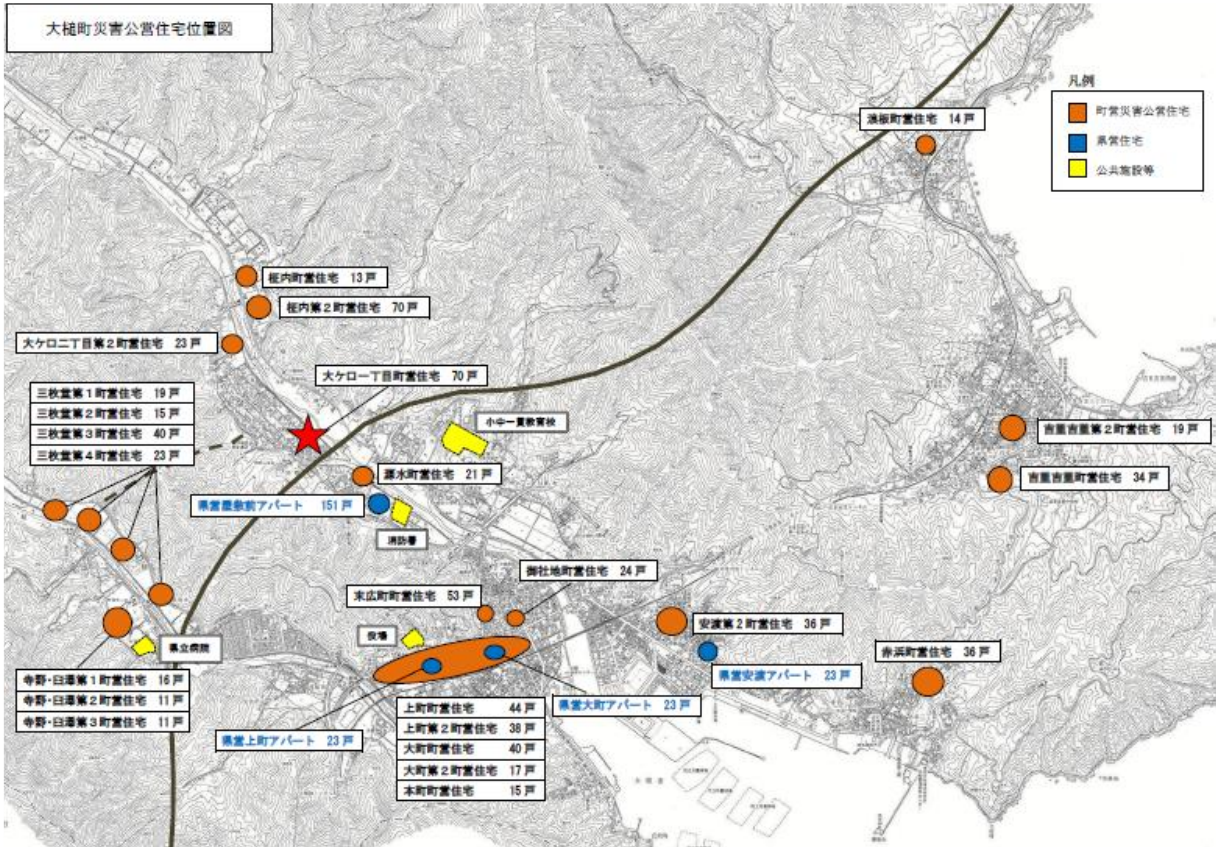 大槌町災害公営住宅位置図
凡例
町営災害公営住宅
県営住宅
公共施設等
浪板町営住宅 14戸
柾内町営住宅 13戸
柾内第2町営住宅 70戸
大ケ口二丁目第2町営住宅 23戸
大ケ口一丁目町営住宅 70戸
三枚堂第1町営住宅 19戸
三枚堂第2町営住宅 15戸
三枚堂第3町営住宅 40戸
三枚堂第4町営住宅 23戸
小中一貫教育校
吉里吉里第2町営住宅 19戸
源水町営住宅 21戸
吉里吉里町営住宅 34戸
県営屋敷前アパート 151戸
消防署
御社地町営住宅 24戸
末広町町営住宅 53戸
安渡第2町営住宅 36戸
役場
県立病院
赤浜町営住宅 36戸
県営安渡アパート 23戸
寺野・臼澤第1町営住宅 16戸
寺野・臼澤第2町営住宅 11戸
寺野・臼澤第3町営住宅 11戸
県営大町アパート 23戸
県営上町アパート 23戸
上町町営住宅 44戸
上町第2町営住宅 38戸
大町町営住宅 40戸
大町第2町営住宅 17戸
本町町営住宅 15戸